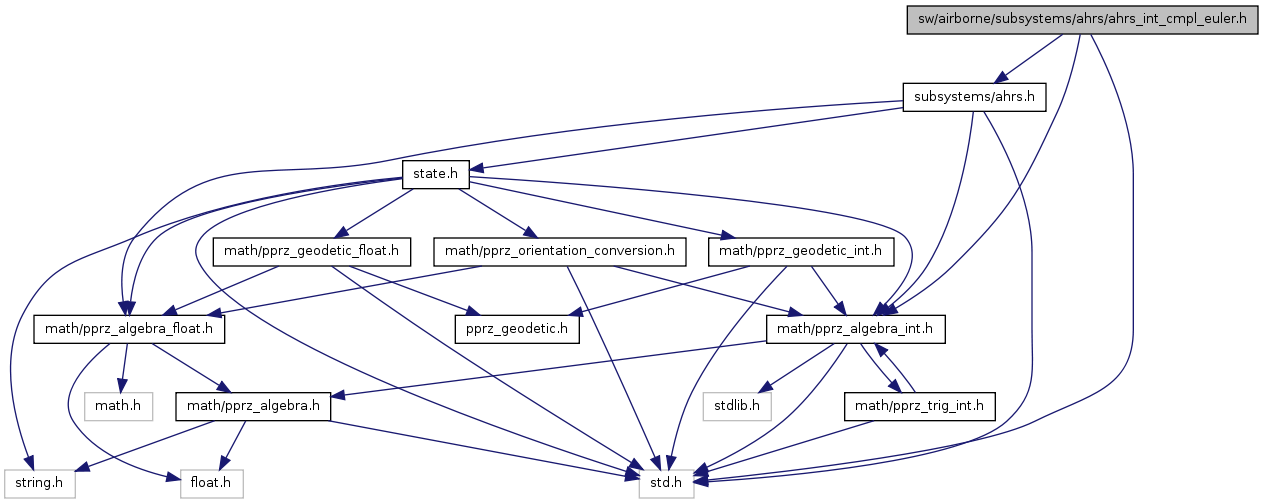 sw/airborne/subsystems/ahrs/ahrs_int_cmpl_euler.h
subsystems/ahrs.h
state.h
math/pprz_geodetic_float.h
math/pprz_orientation_conversion.h
math/pprz_geodetic_int.h
math/pprz_algebra_float.h
pprz_geodetic.h
math/pprz_algebra_int.h
math.h
math/pprz_algebra.h
stdlib.h
math/pprz_trig_int.h
string.h
float.h
std.h